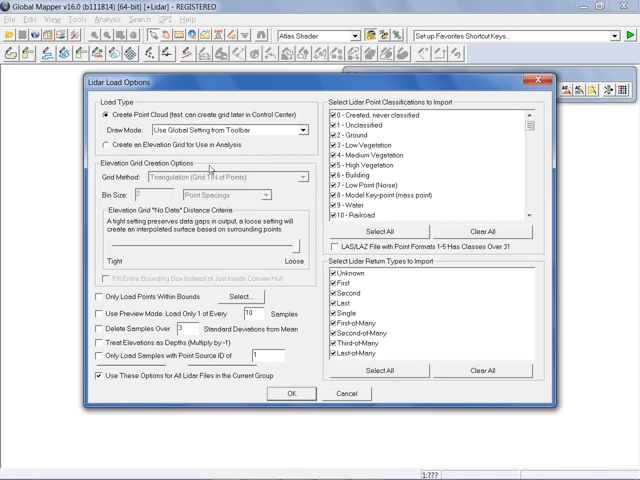 Global Mapper v16.0 (b111814) [64-bit] [+Lidar] - REGISTERED
File Edit View Tools Analysis Search GPS Help
Atlas Shader
Set up Favorites Shortcut Keys...
Lidar Load Options
Load Type
Create Point Cloud (fast, can create grid later in Control Center)
Draw Mode: Use Global Setting from Toolbar
Create an Elevation Grid for Use in Analysis
Elevation Grid Creation Options
Grid Method: Triangulation (Grid TIN of Points)
Bin Size: 2 Point Spacings
Elevation Grid "No Data" Distance Criteria
A tight setting preserves data gaps in output, a loose setting will
create an interpolated surface based on surrounding points.
Tight Loose
Fill Entire Bounding Box Instead of Just Inside Convex Hull
Only Load Points Within Bounds Select...
Use Preview Mode. Load Only 1 of Every 10 Samples
Delete Samples Over 3 Standard Deviations from Mean
Treat Elevations as Depths (Multiply by -1)
Only Load Samples with Point Source ID of 1
Use These Options for All Lidar Files in the Current Group
Select Lidar Point Classifications to Import
0 - Created, never classified
1 - Unclassified
2 - Ground
3 - Low Vegetation
4 - Medium Vegetation
5 - High Vegetation
6 - Building
7 - Low Point (Noise)
8 - Model Key-point (mass point)
9 - Water
10 - Railroad
Select All Clear All
LAS/LAZ File with Point Formats 1-5 Has Classes Over 31
Select Lidar Return Types to Import
Unknown
First
Second
Last
Single
First-of-Many
Second-of-Many
Third-of-Many
Last-of-Many
Select All Clear All
OK Cancel
1:???